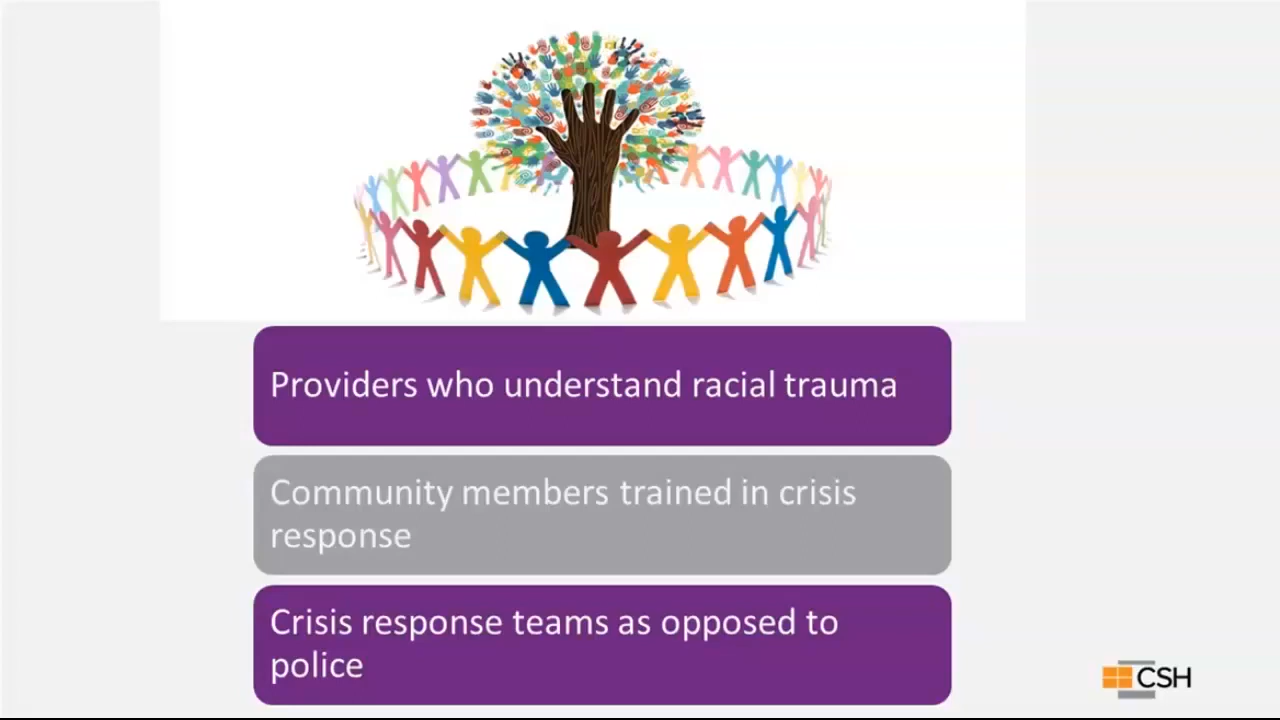 Providers who understand racial trauma
Community members trained in crisis
response
Crisis response teams as opposed to
police
CSH